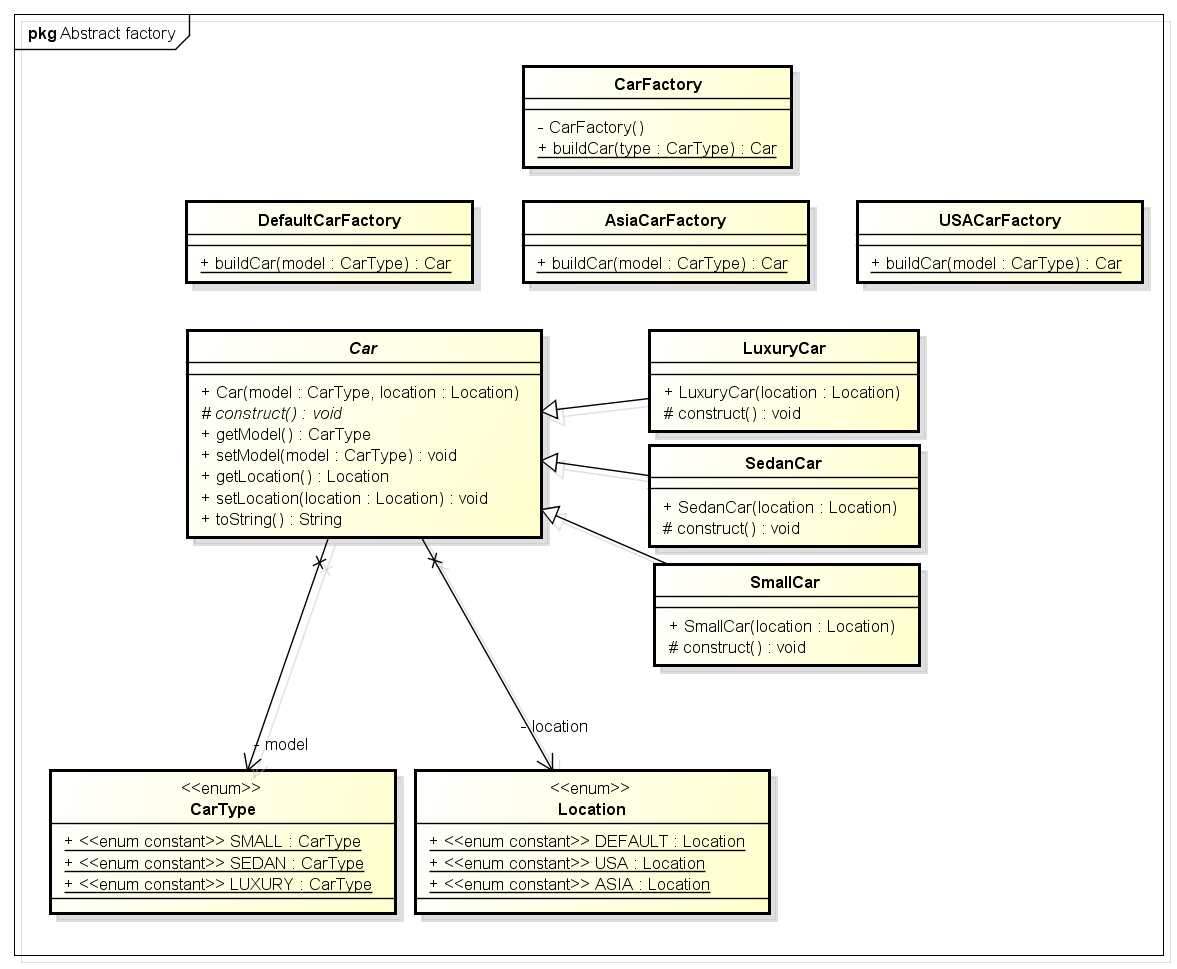 pkg Abstract factory
CarFactory
- CarFactory()
+ buildCar(type : CarType) : Car
DefaultCarFactory
+ buildCar(model : CarType) : Car
AsiaCarFactory
+ buildCar(model : CarType) : Car
USACarFactory
+ buildCar(model : CarType) : Car
Car
+ Car(model : CarType, location : Location)
# construct() : void
+ getModel() : CarType
+ setModel(model : CarType) : void
+ getLocation() : Location
+ setLocation(location : Location) : void
+ toString() : String
LuxuryCar
+ LuxuryCar(location : Location)
# construct() : void
SedanCar
+ SedanCar(location : Location)
# construct() : void
SmallCar
+ SmallCar(location : Location)
# construct() : void
- location
- model
<<enum>>
CarType
+ <<enum constant>> SMALL : CarType
+ <<enum constant>> SEDAN : CarType
+ <<enum constant>> LUXURY : CarType
<<enum>>
Location
+ <<enum constant>> DEFAULT : Location
+ <<enum constant>> USA : Location
+ <<enum constant>> ASIA : Location